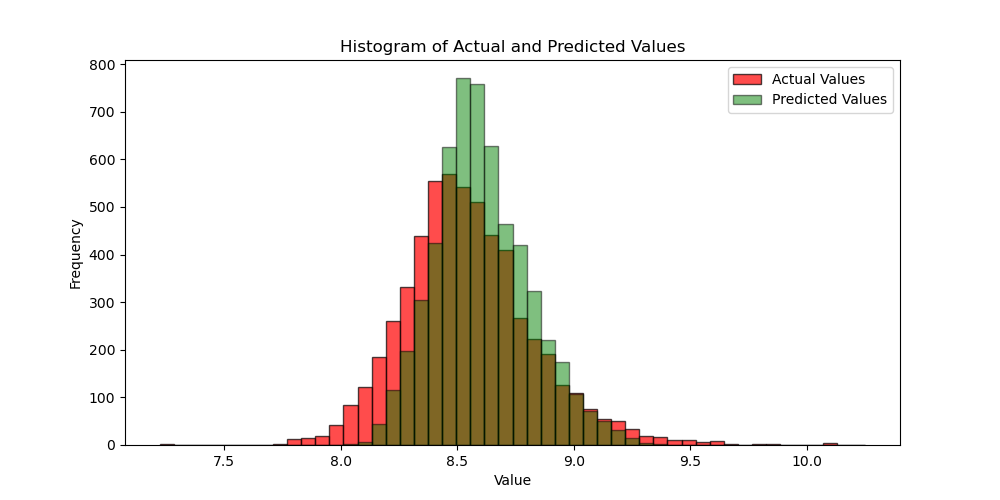 Histogram of Actual and Predicted Values
Actual Values
Predicted Values
800
700
600
500
400
300
200
100
0
Frequency
7.5 8.0 8.5 9.0 9.5 10.0
Value